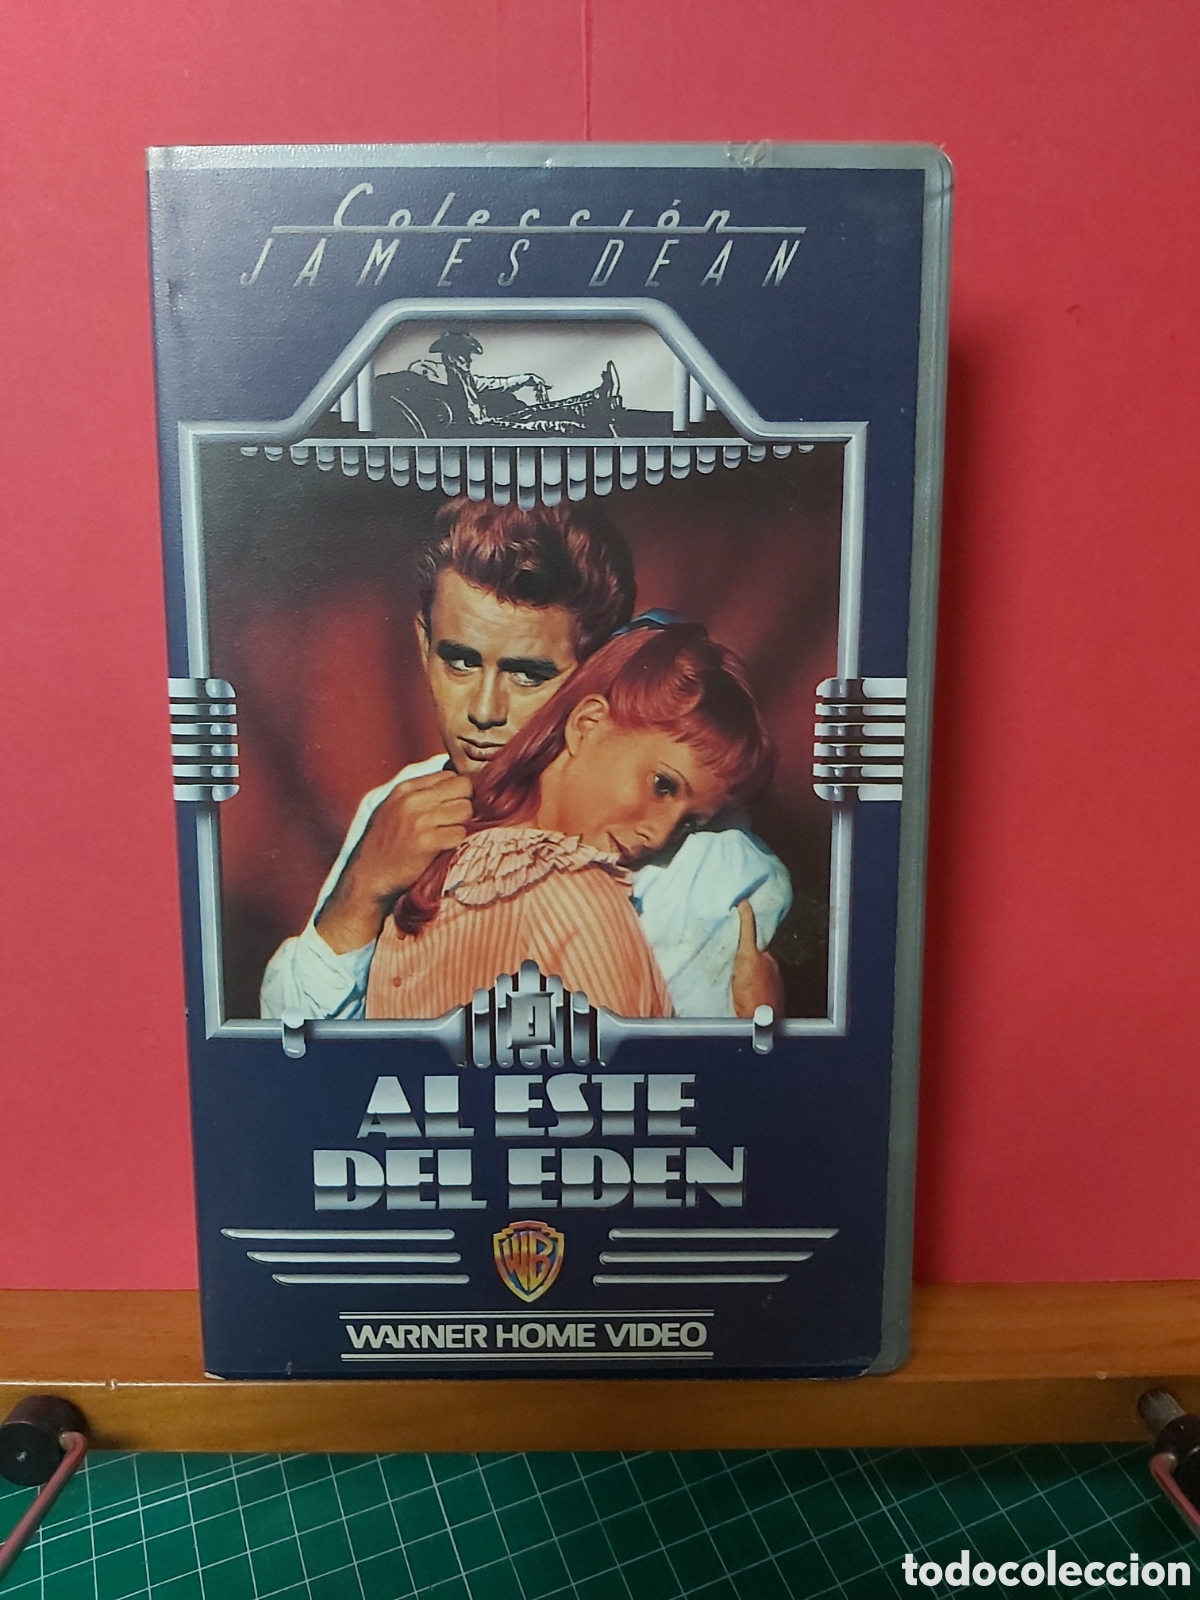 Colección
JAMES DEAN
AL ESTE
DEL EDEN
WB
WARNER HOME VIDEO
todocoleccion